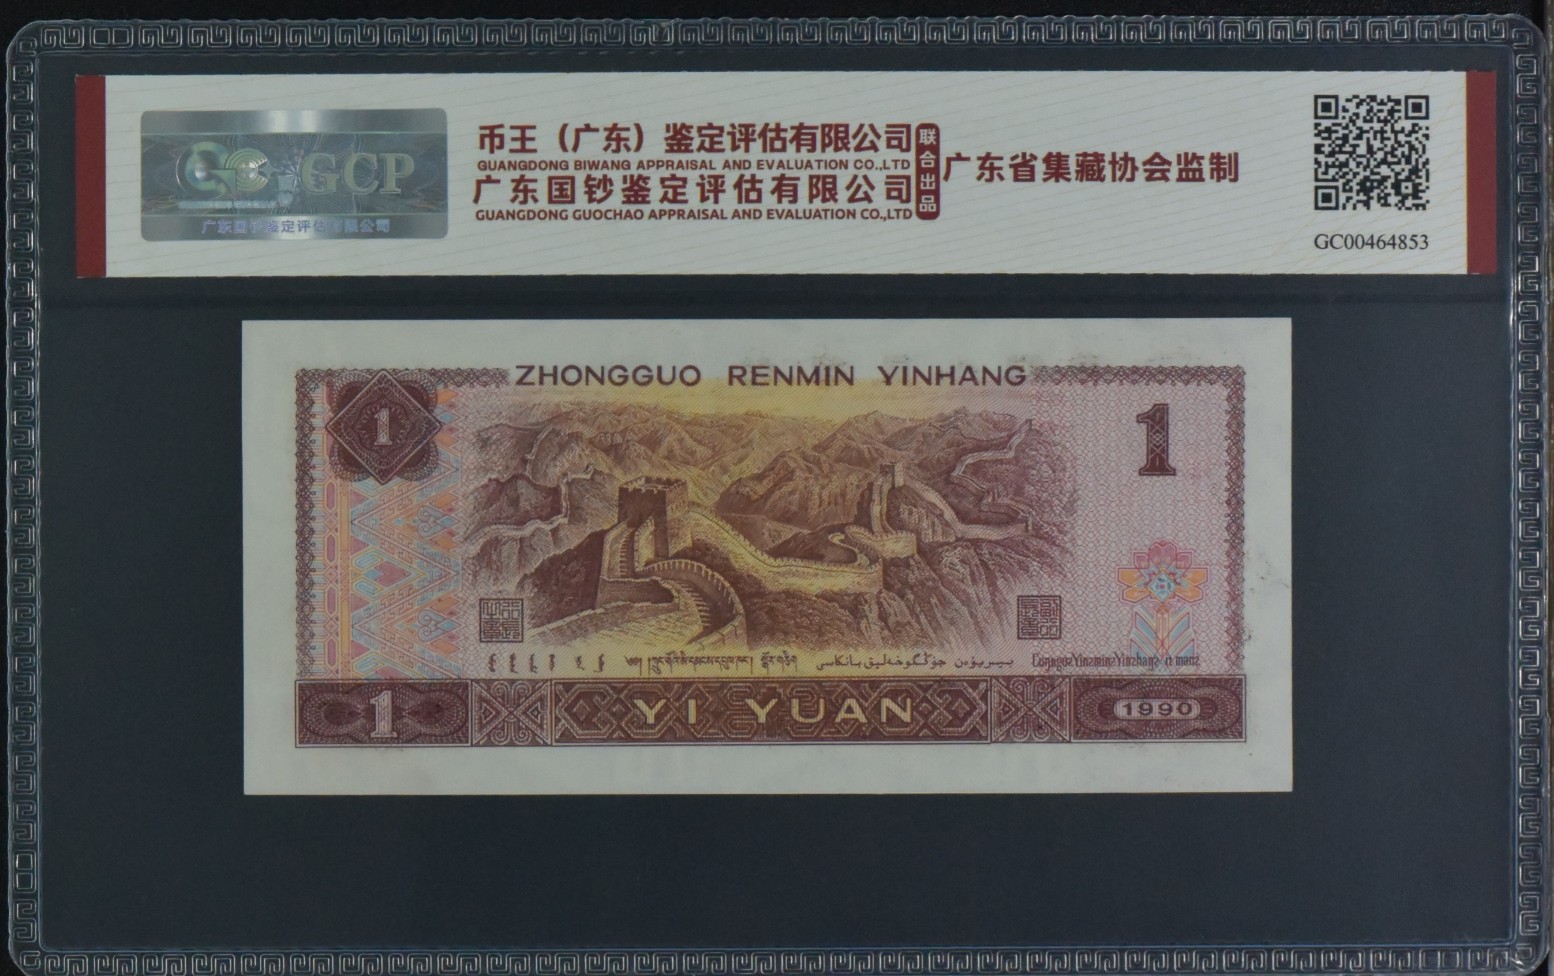 GCP
广东国钞鉴定评估有限公司
币王（广东）鉴定评估有限公司
GUANGDONG BIWANG APPRAISAL AND EVALUATION CO.,LTD
广东国钞鉴定评估有限公司
GUANGDONG GUOCHAO APPRAISAL AND EVALUATION CO.,LTD
联合出品
广东省集藏协会监制
GC00464853
ZHONGGUO RENMIN YINHANG
1
1
1
YI YUAN
1990